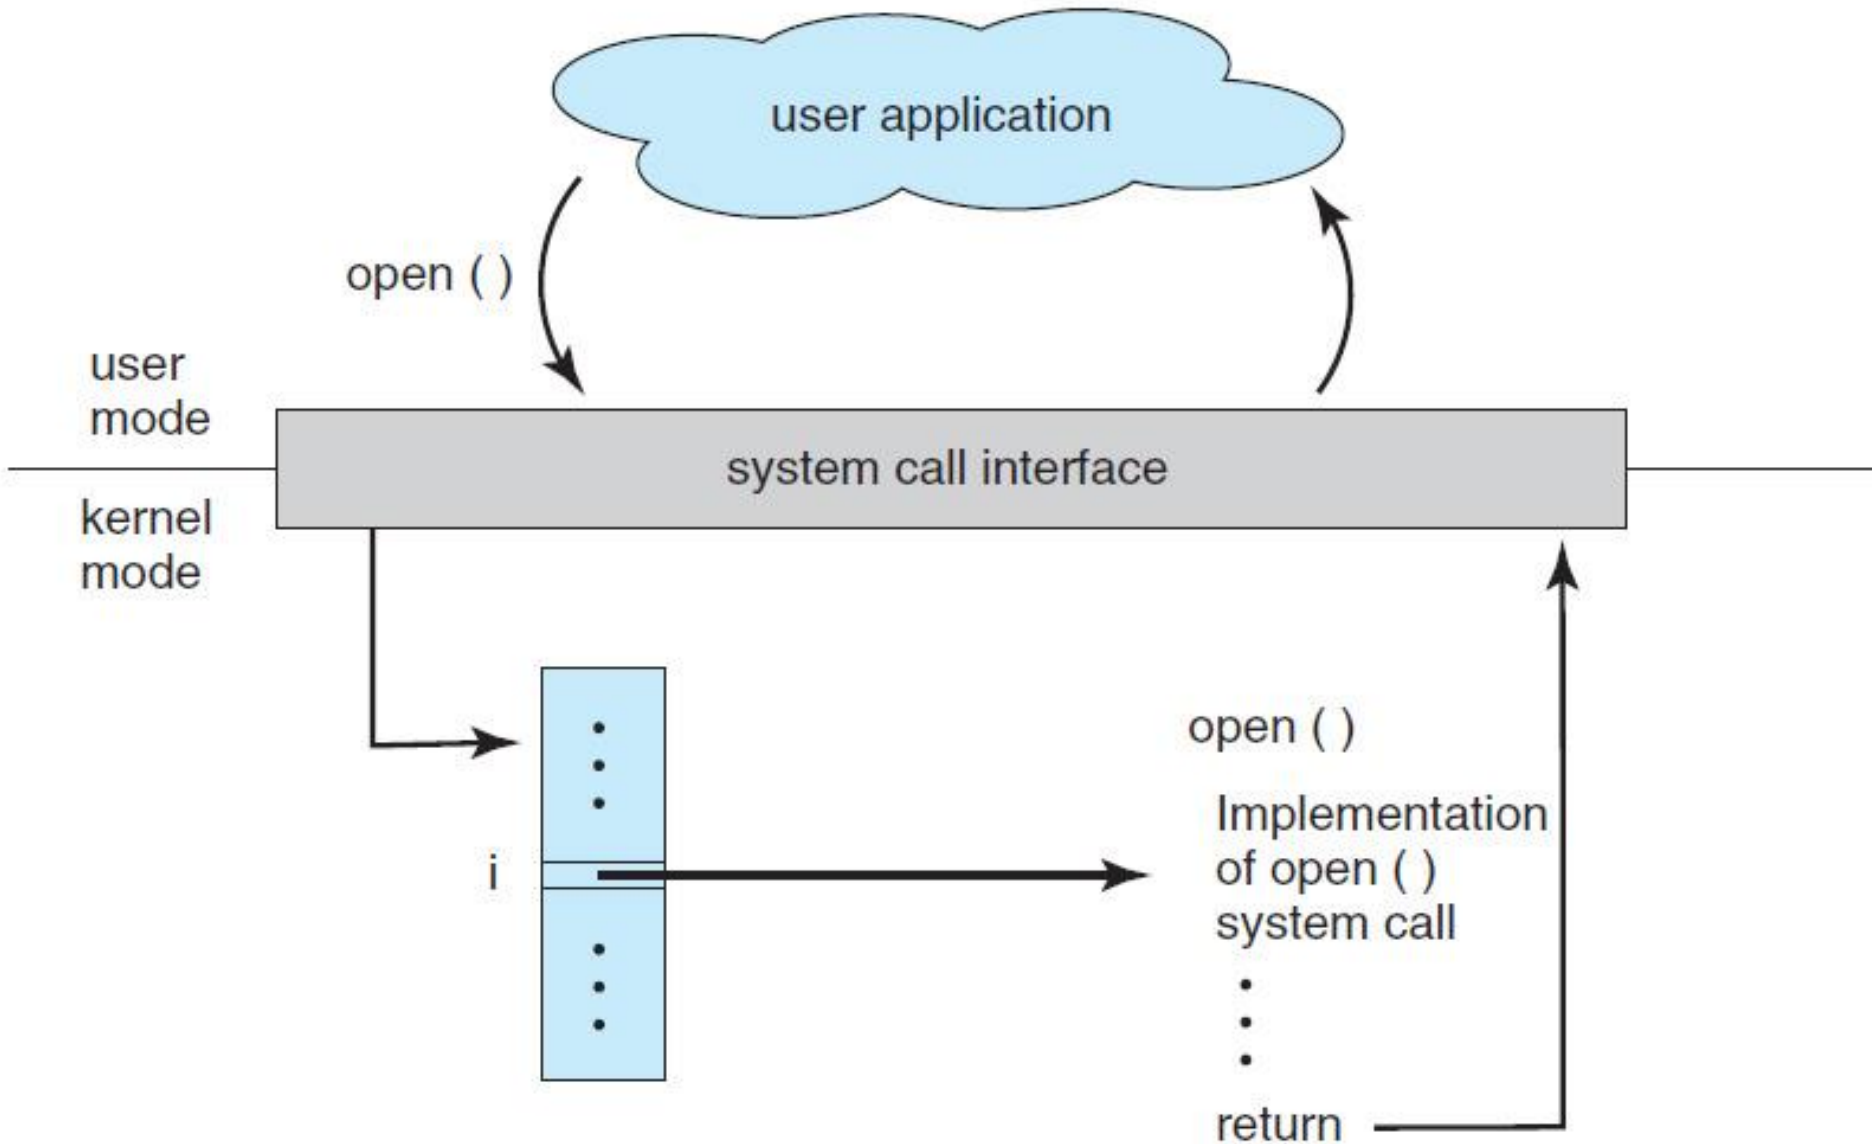 user application
open ( )
user
mode
system call interface
kernel
mode
open ( )
i
Implementation
of open ( )
system call
return